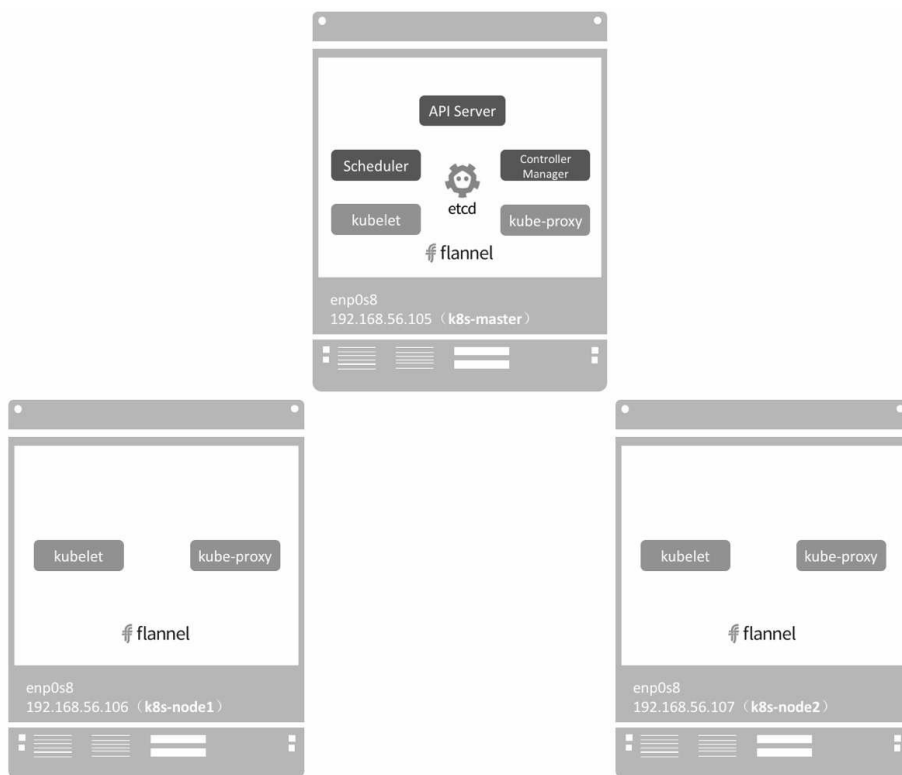 API Server
Scheduler
Controller
Manager
etcd
kubelet
kube-proxy
flannel
enp0s8
192.168.56.105（k8s-master）
kubelet
kube-proxy
flannel
enp0s8
192.168.56.106（k8s-node1）
kubelet
kube-proxy
flannel
enp0s8
192.168.56.107（k8s-node2）